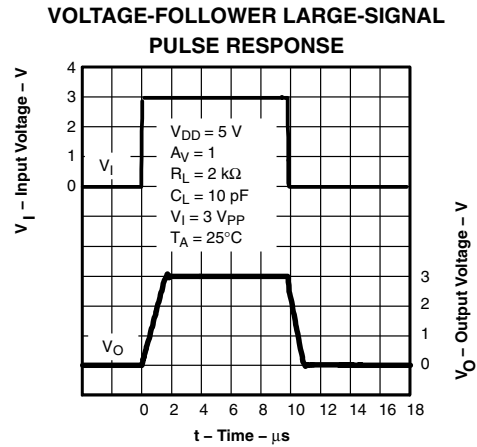 VOLTAGE-FOLLOWER LARGE-SIGNAL
PULSE RESPONSE
V_I – Input Voltage – V
4
3
2
1
0
V_I
V_DD = 5 V
A_V = 1
R_L = 2 kΩ
C_L = 10 pF
V_I = 3 V_PP
T_A = 25°C
V_O
3
2
1
0
V_O – Output Voltage – V
0 2 4 6 8 10 12 14 16 18
t – Time – μs